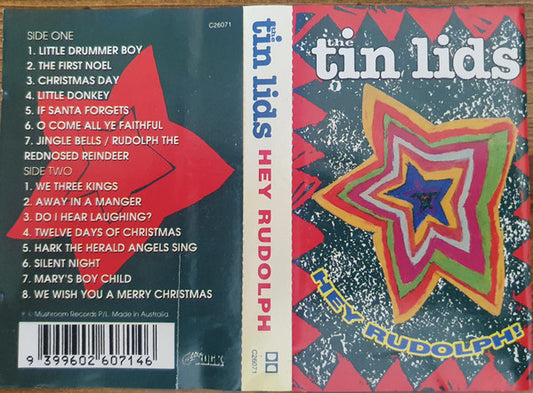 SIDE ONE
C26071
1. LITTLE DRUMMER BOY
2. THE FIRST NOEL
3. CHRISTMAS DAY
4. LITTLE DONKEY
5. IF SANTA FORGETS
6. O COME ALL YE FAITHFUL
7. JINGLE BELLS / RUDOLPH THE
REDNOSED REINDEER
SIDE TWO
1. WE THREE KINGS
2. AWAY IN A MANGER
3. DO I HEAR LAUGHING?
4. TWELVE DAYS OF CHRISTMAS
5. HARK THE HERALD ANGELS SING
6. SILENT NIGHT
7. MARY'S BOY CHILD
8. WE WISH YOU A MERRY CHRISTMAS
Mushroom Records P/L. Made in Australia.
9 399602 607146
the
tin lids
HEY RUDOLPH
C26071
the
tin lids
HEY RUDOLPH!